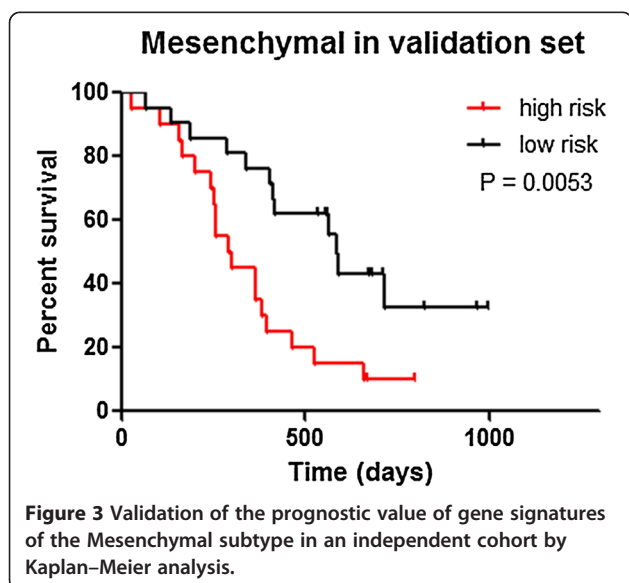 Mesenchymal in validation set
100
80
60
40
20
0
Percent survival
high risk
low risk
P = 0.0053
0
500
1000
Time (days)
Figure 3 Validation of the prognostic value of gene signatures
of the Mesenchymal subtype in an independent cohort by
Kaplan–Meier analysis.